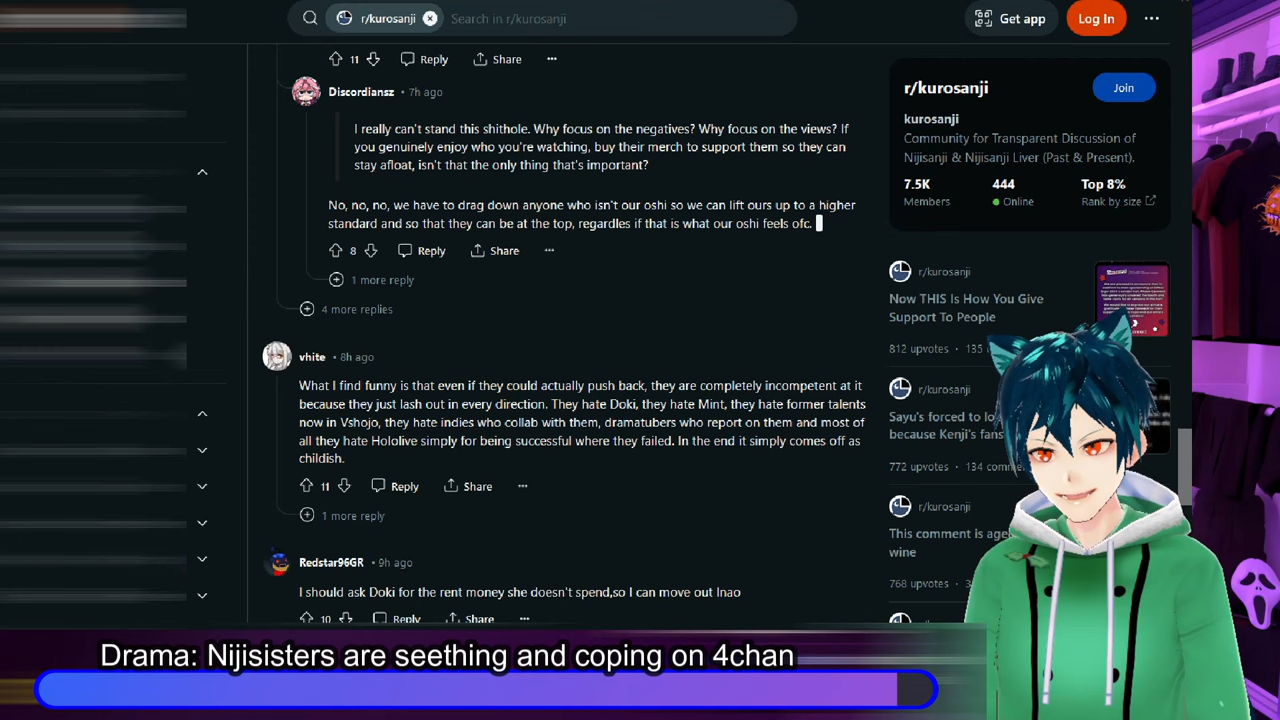 r/kurosanji
Search in r/kurosanji
Get app
Log In
11
Reply
Share
Discordiansz • 7h ago
I really can't stand this shithole. Why focus on the negatives? Why focus on the views? If
you genuinely enjoy who you're watching, buy their merch to support them so they can
stay afloat, isn't that the only thing that's important?
No, no, no, we have to drag down anyone who isn't our oshi so we can lift ours up to a higher
standard and so that they can be at the top, regardles if that is what our oshi feels ofc.
8
Reply
Share
1 more reply
4 more replies
vhite • 8h ago
What I find funny is that even if they could actually push back, they are completely incompetent at it
because they just lash out in every direction. They hate Doki, they hate Mint, they hate former talents
now in Vshojo, they hate indies who collab with them, dramatubers who report on them and most of
all they hate Hololive simply for being successful where they failed. In the end it simply comes off as
childish.
11
Reply
Share
1 more reply
Redstar96GR • 9h ago
I should ask Doki for the rent money she doesn't spend,so I can move out lnao
10
Reply
Share
r/kurosanji
Join
kurosanji
Community for Transparent Discussion of
Nijisanji & Nijisanji Liver (Past & Present).
7.5K
444
Top 8%
Members
Online
Rank by size
r/kurosanji
Now THIS Is How You Give
Support To People
812 upvotes • 135
r/kurosanji
Sayu's forced to lo
because Kenji's fans
772 upvotes • 134 comme
r/kurosanji
This comment is age
wine
768 upvotes
Drama: Nijisisters are seething and coping on 4chan